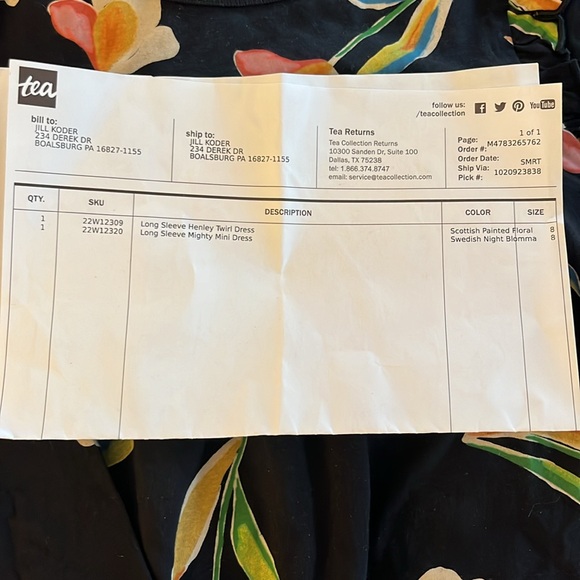 tea
follow us:
/teacollection
You Tube
bill to:
JILL KODER
234 DEREK DR
BOALSBURG PA 16827-1155
ship to:
JILL KODER
234 DEREK DR
BOALSBURG PA 16827-1155
Tea Returns
Tea Collection Returns
10300 Sanden Dr, Suite 100
Dallas, TX 75238
tel: 1.866.374.8747
email: service@teacollection.com
Page: 1 of 1
Order #: M4783265762
Order Date:
Ship Via: SMRT
Pick #: 1020923838
QTY. SKU DESCRIPTION COLOR SIZE
1 22W12309 Long Sleeve Henley Twirl Dress Scottish Painted Floral 8
1 22W12320 Long Sleeve Mighty Mini Dress Swedish Night Blomma 8